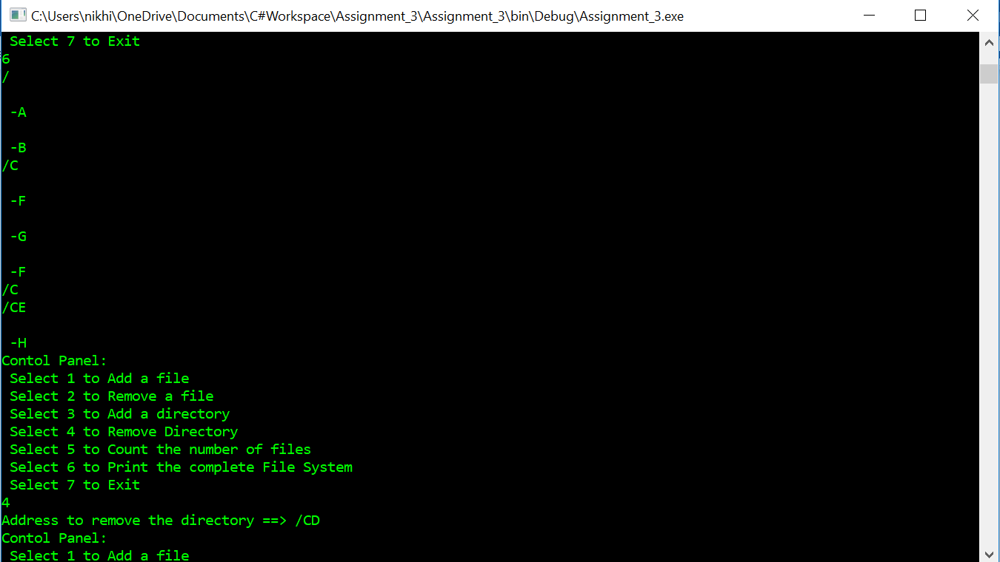 C:\Users\nikhi\OneDrive\Documents\C#Workspace\Assignment_3\Assignment_3\bin\Debug\Assignment_3.exe
Select 7 to Exit
6
/
-A
-B
/C
-F
-G
-F
/C
/CE
-H
Contol Panel:
Select 1 to Add a file
Select 2 to Remove a file
Select 3 to Add a directory
Select 4 to Remove Directory
Select 5 to Count the number of files
Select 6 to Print the complete File System
Select 7 to Exit
4
Address to remove the directory ==> /CD
Contol Panel:
Select 1 to Add a file